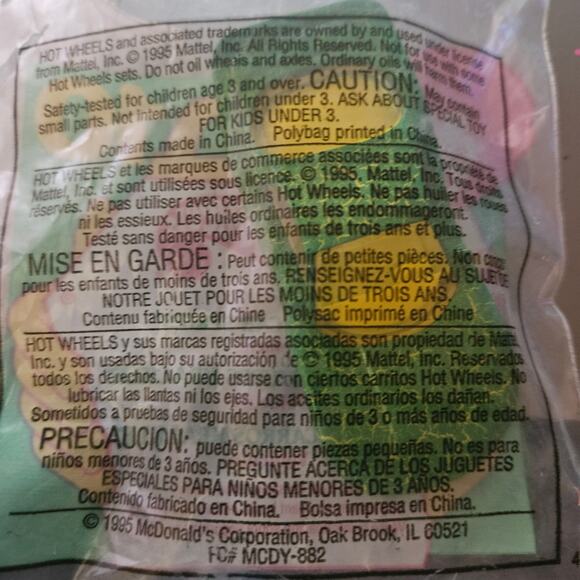 HOT WHEELS and associated trademarks are owned by and used under license
from Mattel, Inc. © 1995 Mattel, Inc. All Rights Reserved. Not for use with some
Hot Wheels sets. Do not oil wheels and axles. Ordinary oils will harm them.
Safety-tested for children age 3 and over. CAUTION: May contain
small parts. Not intended for children under 3. ASK ABOUT SPECIAL TOY
FOR KIDS UNDER 3.
Contents made in China. Polybag printed in China.
HOT WHEELS et les marques de commerce associées sont la propriété de
Mattel, Inc. et sont utilisées sous licence. © 1995, Mattel, Inc. Tous droits
réservés. Ne pas utiliser avec certains Hot Wheels. Ne pas huiler les roues
ni les essieux. Les huiles ordinaires les endommageront.
Testé sans danger pour les enfants de trois ans et plus.
MISE EN GARDE : Peut contenir de petites pièces. Non conçu
pour les enfants de moins de trois ans. RENSEIGNEZ-VOUS AU SUJET DE
NOTRE JOUET POUR LES MOINS DE TROIS ANS.
Contenu fabriquée en Chine Polysac imprimé en Chine
HOT WHEELS y sus marcas registradas asociadas son propiedad de Mattel,
Inc. y son usadas bajo su autorización de © 1995 Mattel, Inc. Reservados
todos los derechos. No puede usarse con ciertos carritos Hot Wheels. No
lubricar las llantas ni los ejes. Los aceites ordinarios los dañan.
Sometidos a pruebas de seguridad para niños de 3 o más años de edad.
PRECAUCION: puede contener piezas pequeñas. No es para
niños menores de 3 años. PREGUNTE ACERCA DE LOS JUGUETES
ESPECIALES PARA NIÑOS MENORES DE 3 AÑOS.
Contenido fabricado en China. Bolsa impresa en China.
© 1995 McDonald's Corporation, Oak Brook, IL 60521
FC# MCDY-882